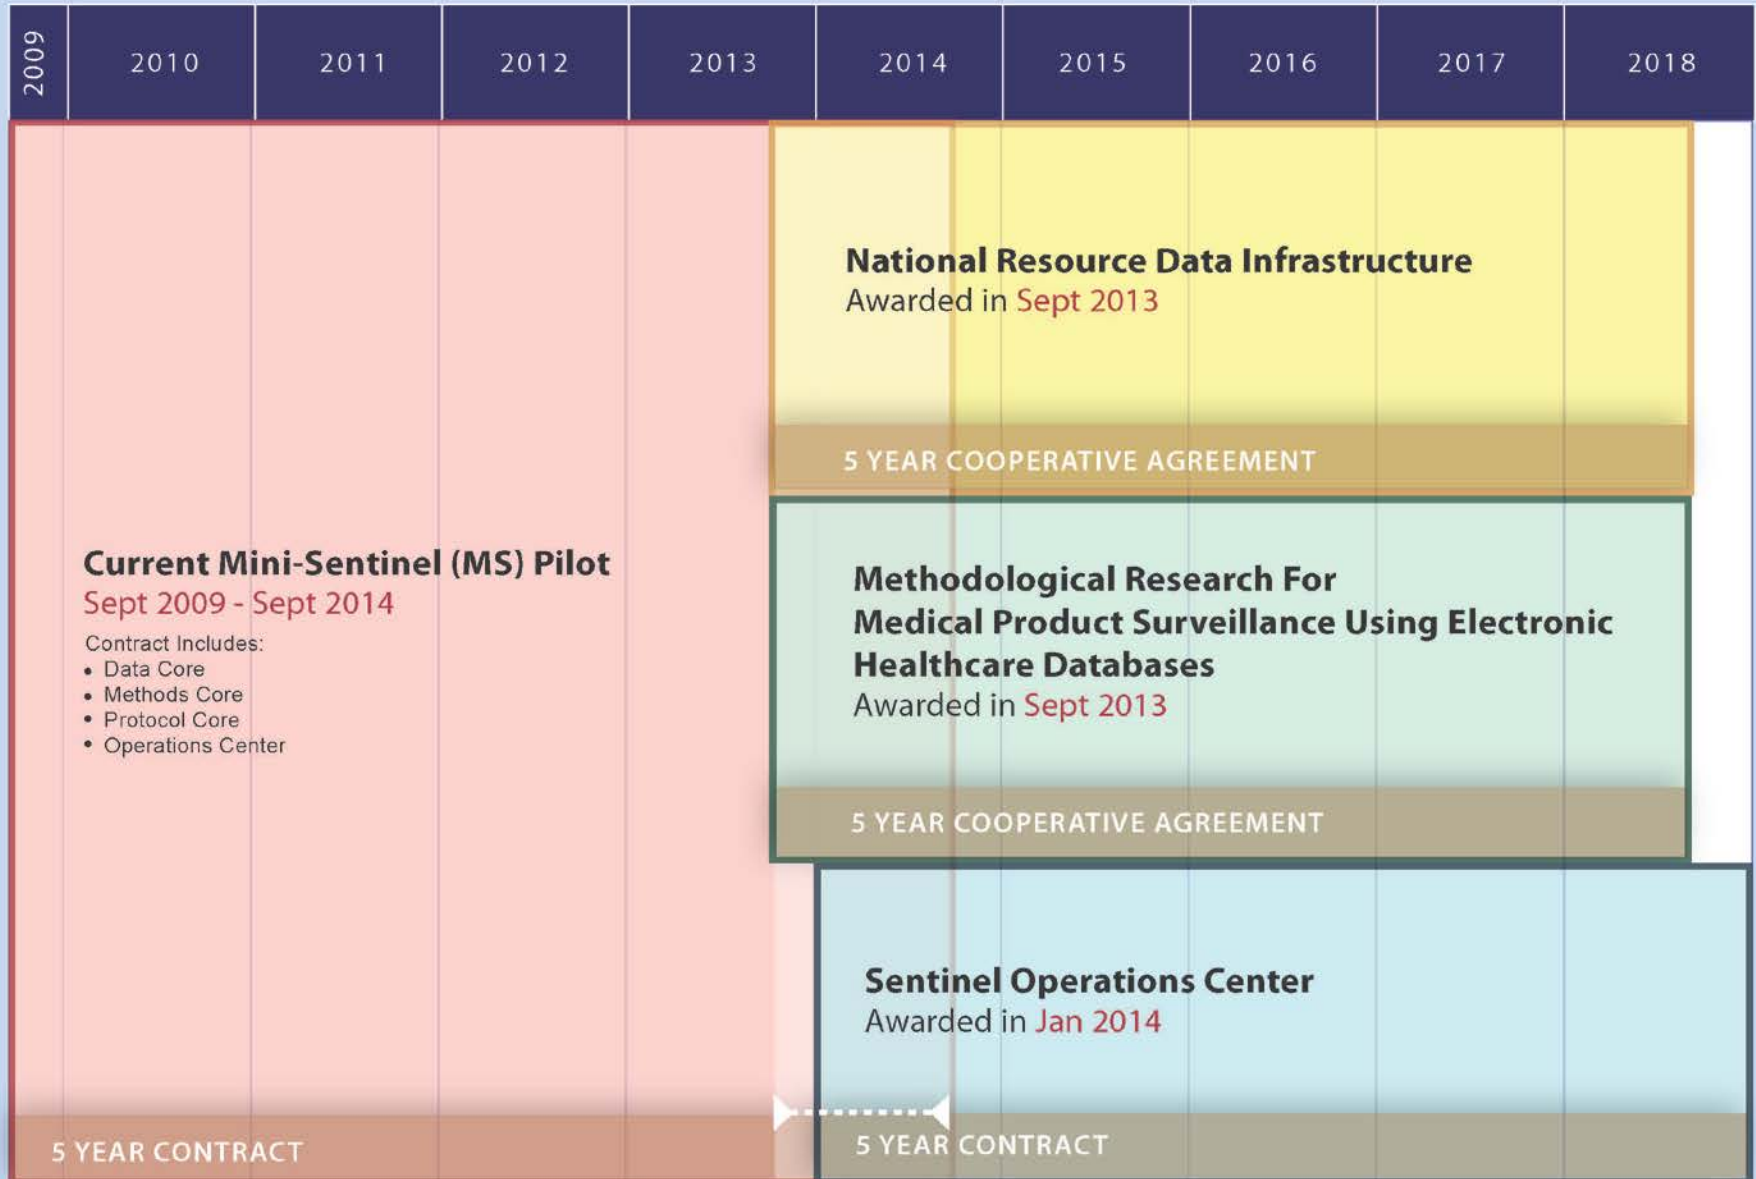 2009 2010 2011 2012 2013 2014 2015 2016 2017 2018
Current Mini-Sentinel (MS) Pilot
Sept 2009 - Sept 2014
Contract Includes:
• Data Core
• Methods Core
• Protocol Core
• Operations Center
5 YEAR CONTRACT
National Resource Data Infrastructure
Awarded in Sept 2013
5 YEAR COOPERATIVE AGREEMENT
Methodological Research For
Medical Product Surveillance Using Electronic
Healthcare Databases
Awarded in Sept 2013
5 YEAR COOPERATIVE AGREEMENT
Sentinel Operations Center
Awarded in Jan 2014
5 YEAR CONTRACT